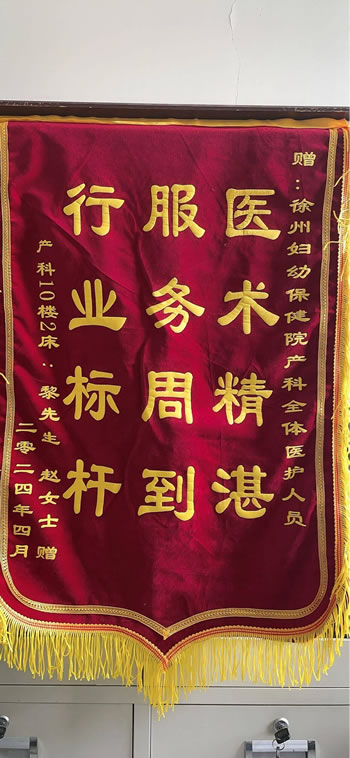 赠：徐州妇幼保健院产科全体医护人员
医术精湛
服务周到
行业标杆
产科10楼2床：黎先生 赵女士 赠
二零二四年四月